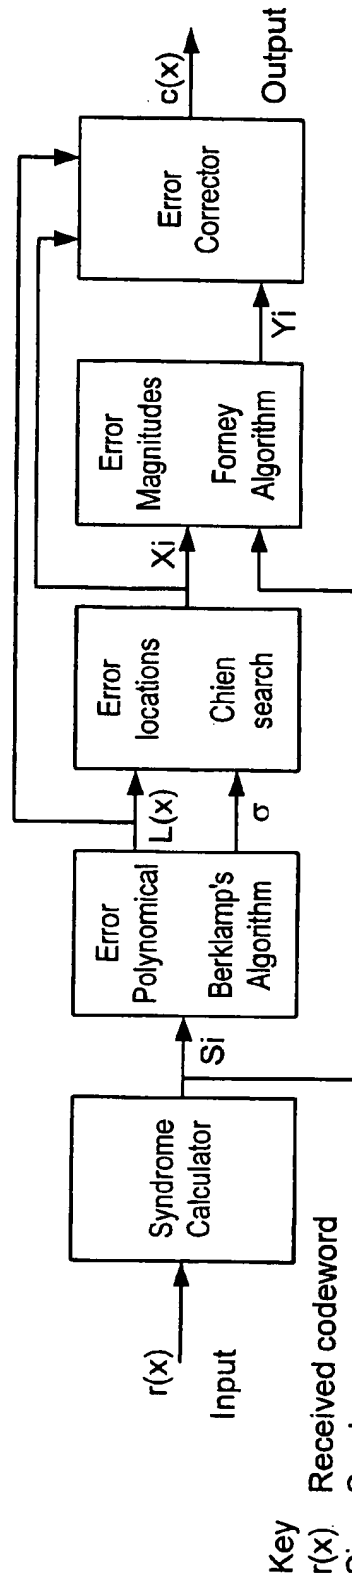 r(x)
Input
Syndrome
Calculator
Si
Error
Polynomical
Berklamp's
Algorithm
L(x)
σ
Error
locations
Chien
search
Xi
Error
Magnitudes
Forney
Algorithm
Yi
Error
Corrector
c(x)
Output
Key
r(x) Received codeword